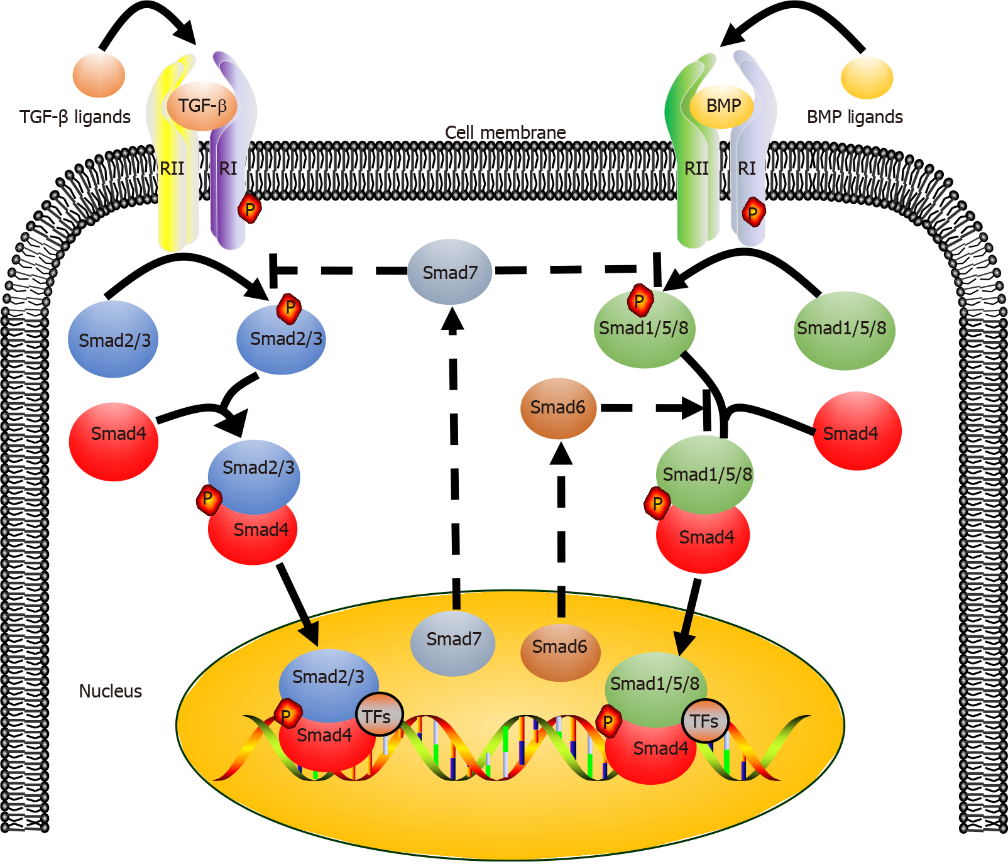 TGF-β
BMP
TGF-β ligands
BMP ligands
Cell membrane
RII
RI
RII
RI
P
P
Smad7
P
P
Smad2/3
Smad2/3
Smad1/5/8
Smad1/5/8
Smad6
Smad4
Smad4
Smad2/3
Smad1/5/8
P
P
Smad4
Smad4
Smad7
Smad6
Nucleus
Smad2/3
Smad1/5/8
P
TFs
P
TFs
Smad4
Smad4